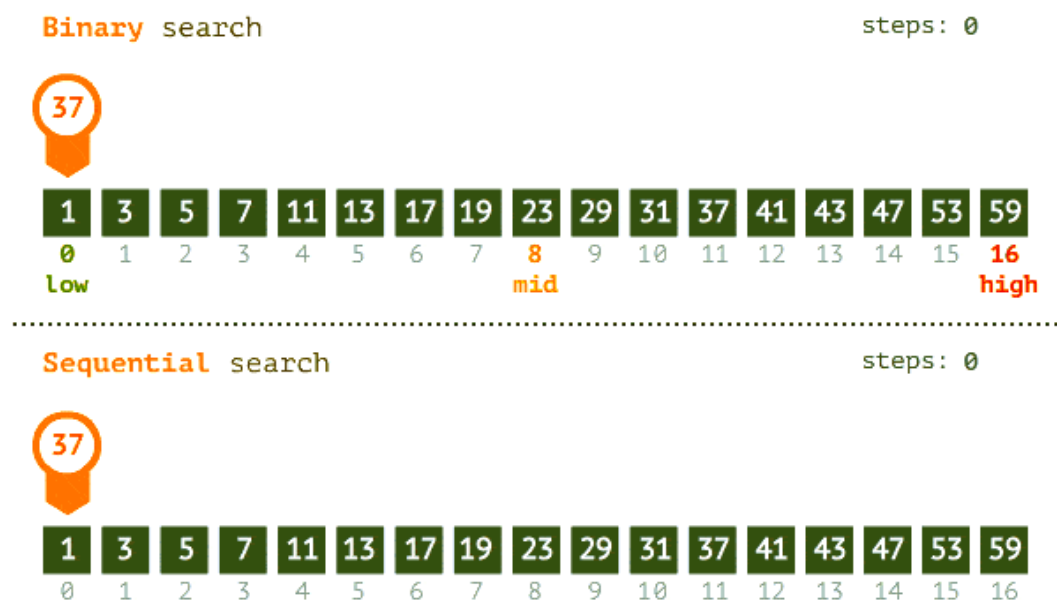 Binary search steps: 0
37
1 3 5 7 11 13 17 19 23 29 31 37 41 43 47 53 59
0 1 2 3 4 5 6 7 8 9 10 11 12 13 14 15 16
low mid high
Sequential search steps: 0
37
1 3 5 7 11 13 17 19 23 29 31 37 41 43 47 53 59
0 1 2 3 4 5 6 7 8 9 10 11 12 13 14 15 16